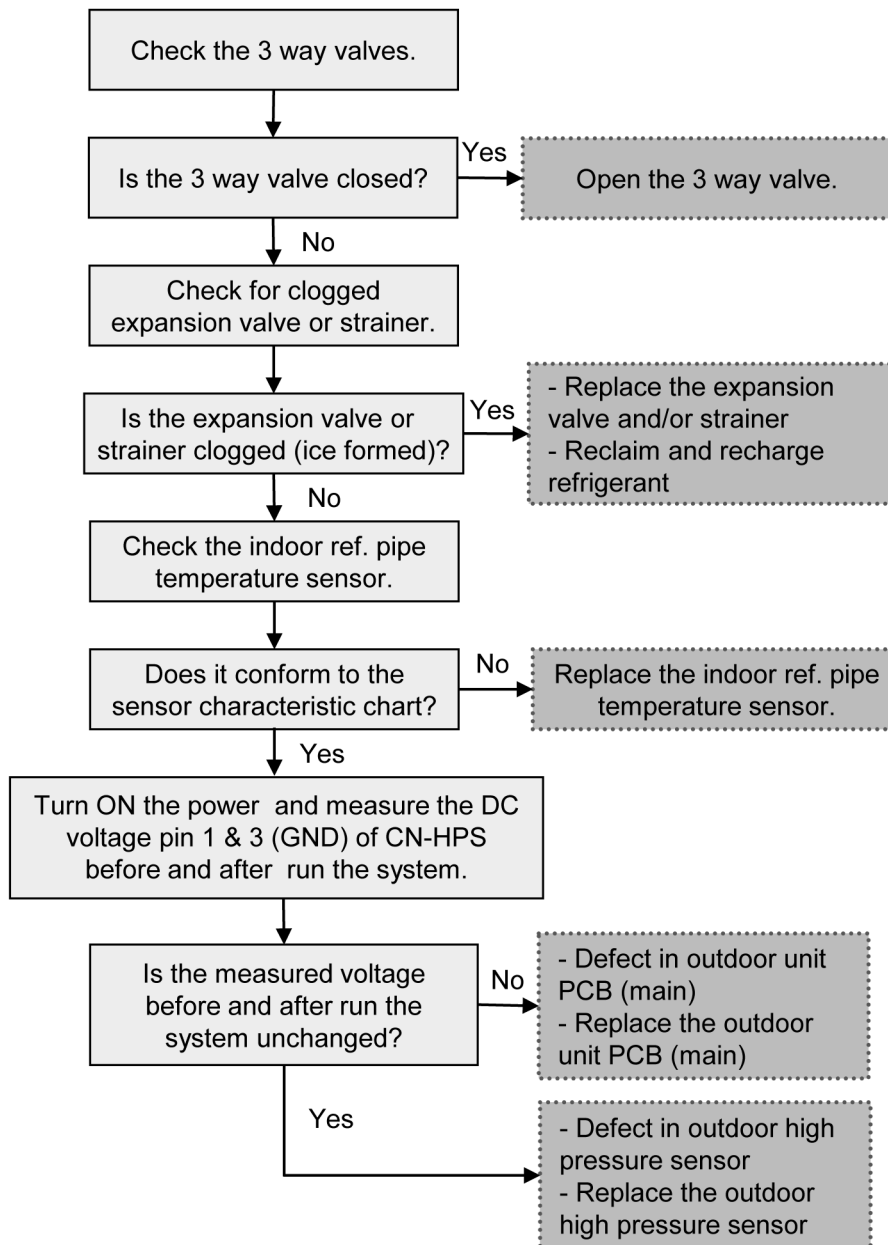 Check the 3 way valves.
Is the 3 way valve closed?
Yes
Open the 3 way valve.
No
Check for clogged
expansion valve or strainer.
Is the expansion valve or
strainer clogged (ice formed)?
Yes
- Replace the expansion
valve and/or strainer
- Reclaim and recharge
refrigerant
No
Check the indoor ref. pipe
temperature sensor.
Does it conform to the
sensor characteristic chart?
No
Replace the indoor ref. pipe
temperature sensor.
Yes
Turn ON the power and measure the DC
voltage pin 1 & 3 (GND) of CN-HPS
before and after run the system.
Is the measured voltage
before and after run the
system unchanged?
No
- Defect in outdoor unit
PCB (main)
- Replace the outdoor
unit PCB (main)
Yes
- Defect in outdoor high
pressure sensor
- Replace the outdoor
high pressure sensor